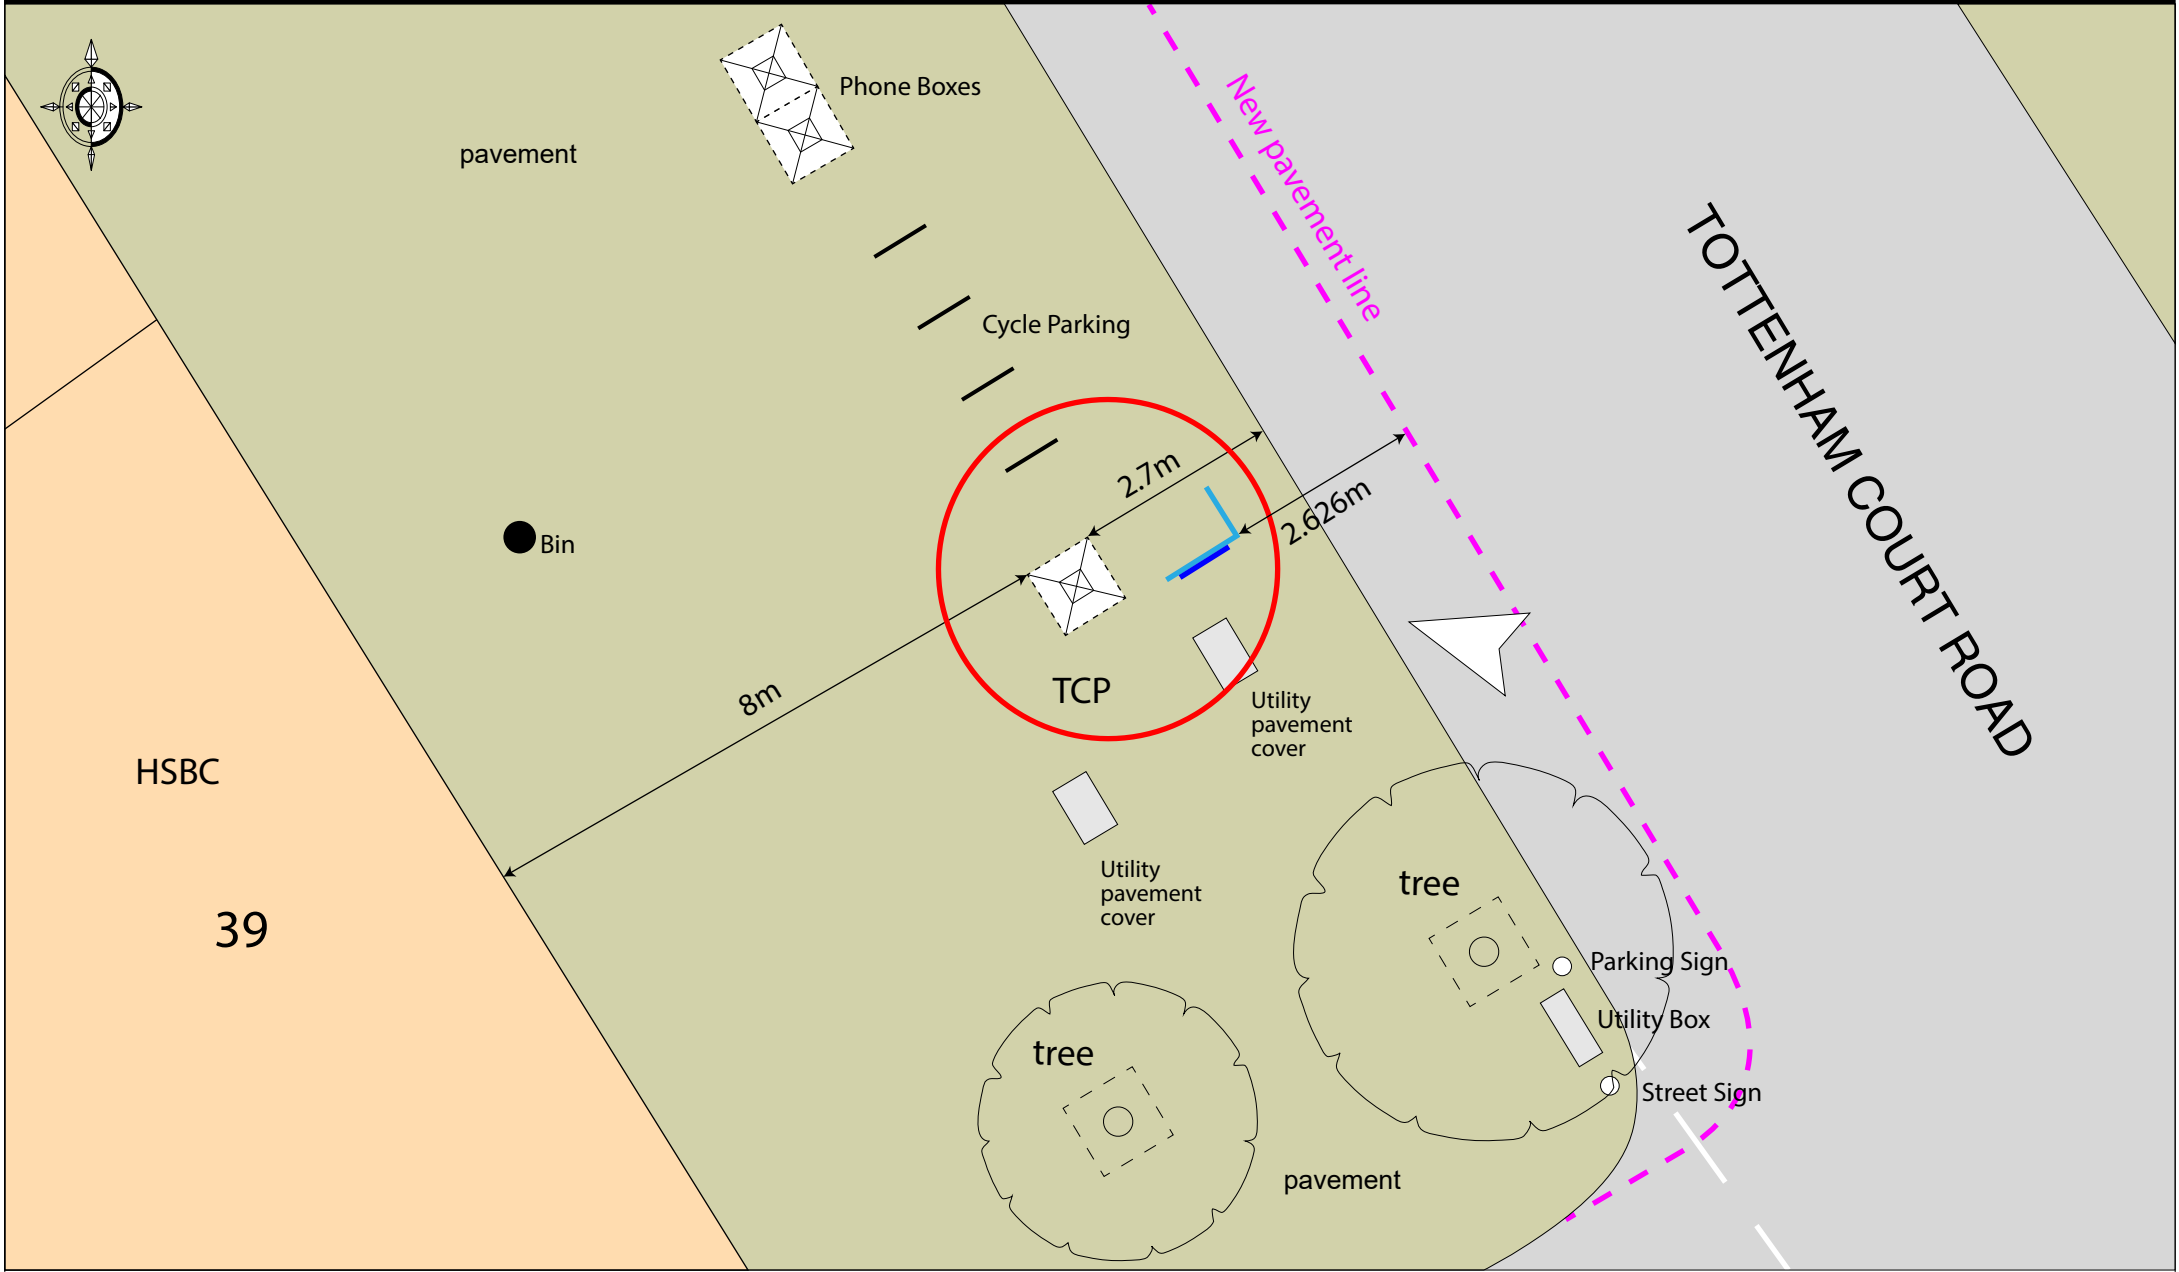 Phone Boxes
pavement
New pavement line
TOTTENHAM COURT ROAD
Cycle Parking
2.7m
2.626m
Bin
8m
TCP
Utility
pavement
cover
HSBC
39
Utility
pavement
cover
tree
Parking Sign
Utility Box
tree
Street Sign
pavement